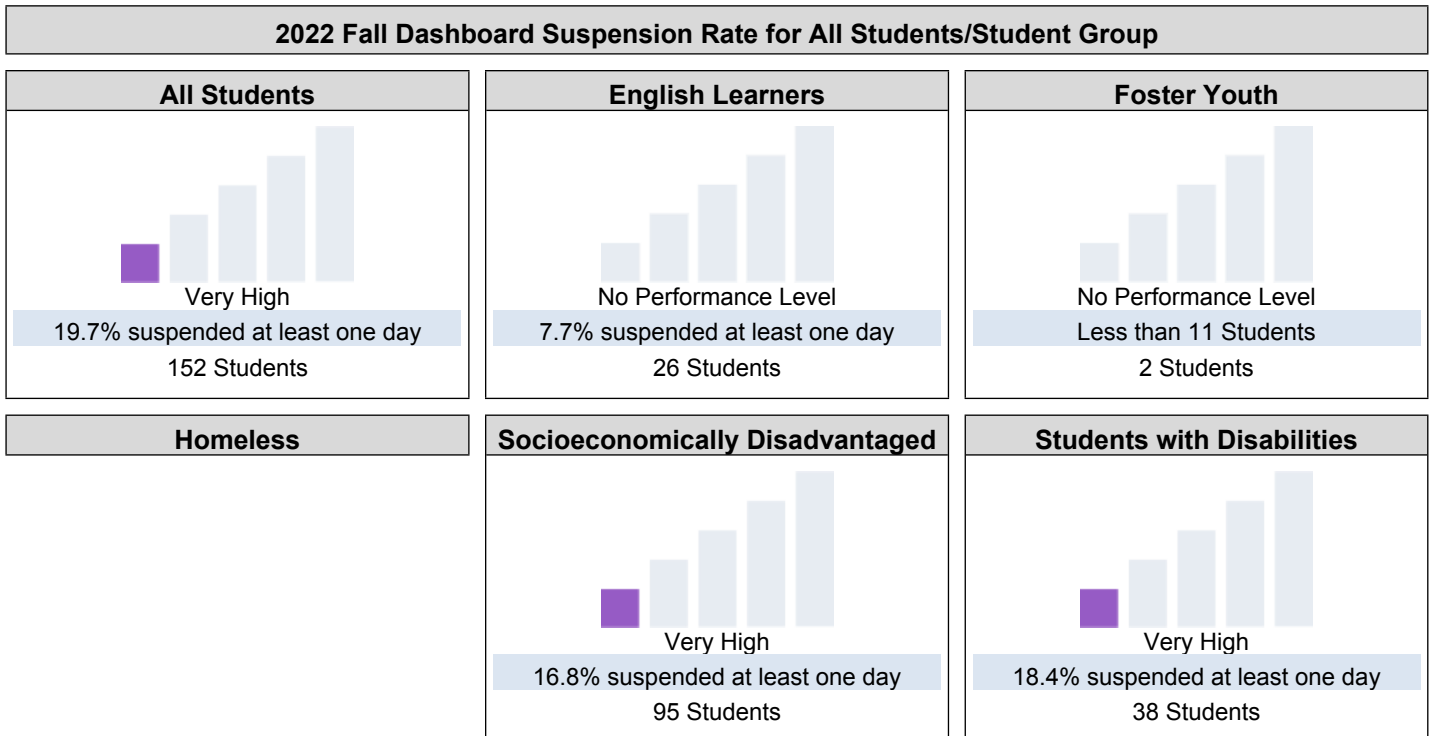 2022 Fall Dashboard Suspension Rate for All Students/Student Group
All Students
Very High
19.7% suspended at least one day
152 Students
English Learners
No Performance Level
7.7% suspended at least one day
26 Students
Foster Youth
No Performance Level
Less than 11 Students
2 Students
Homeless
Socioeconomically Disadvantaged
Very High
16.8% suspended at least one day
95 Students
Students with Disabilities
Very High
18.4% suspended at least one day
38 Students